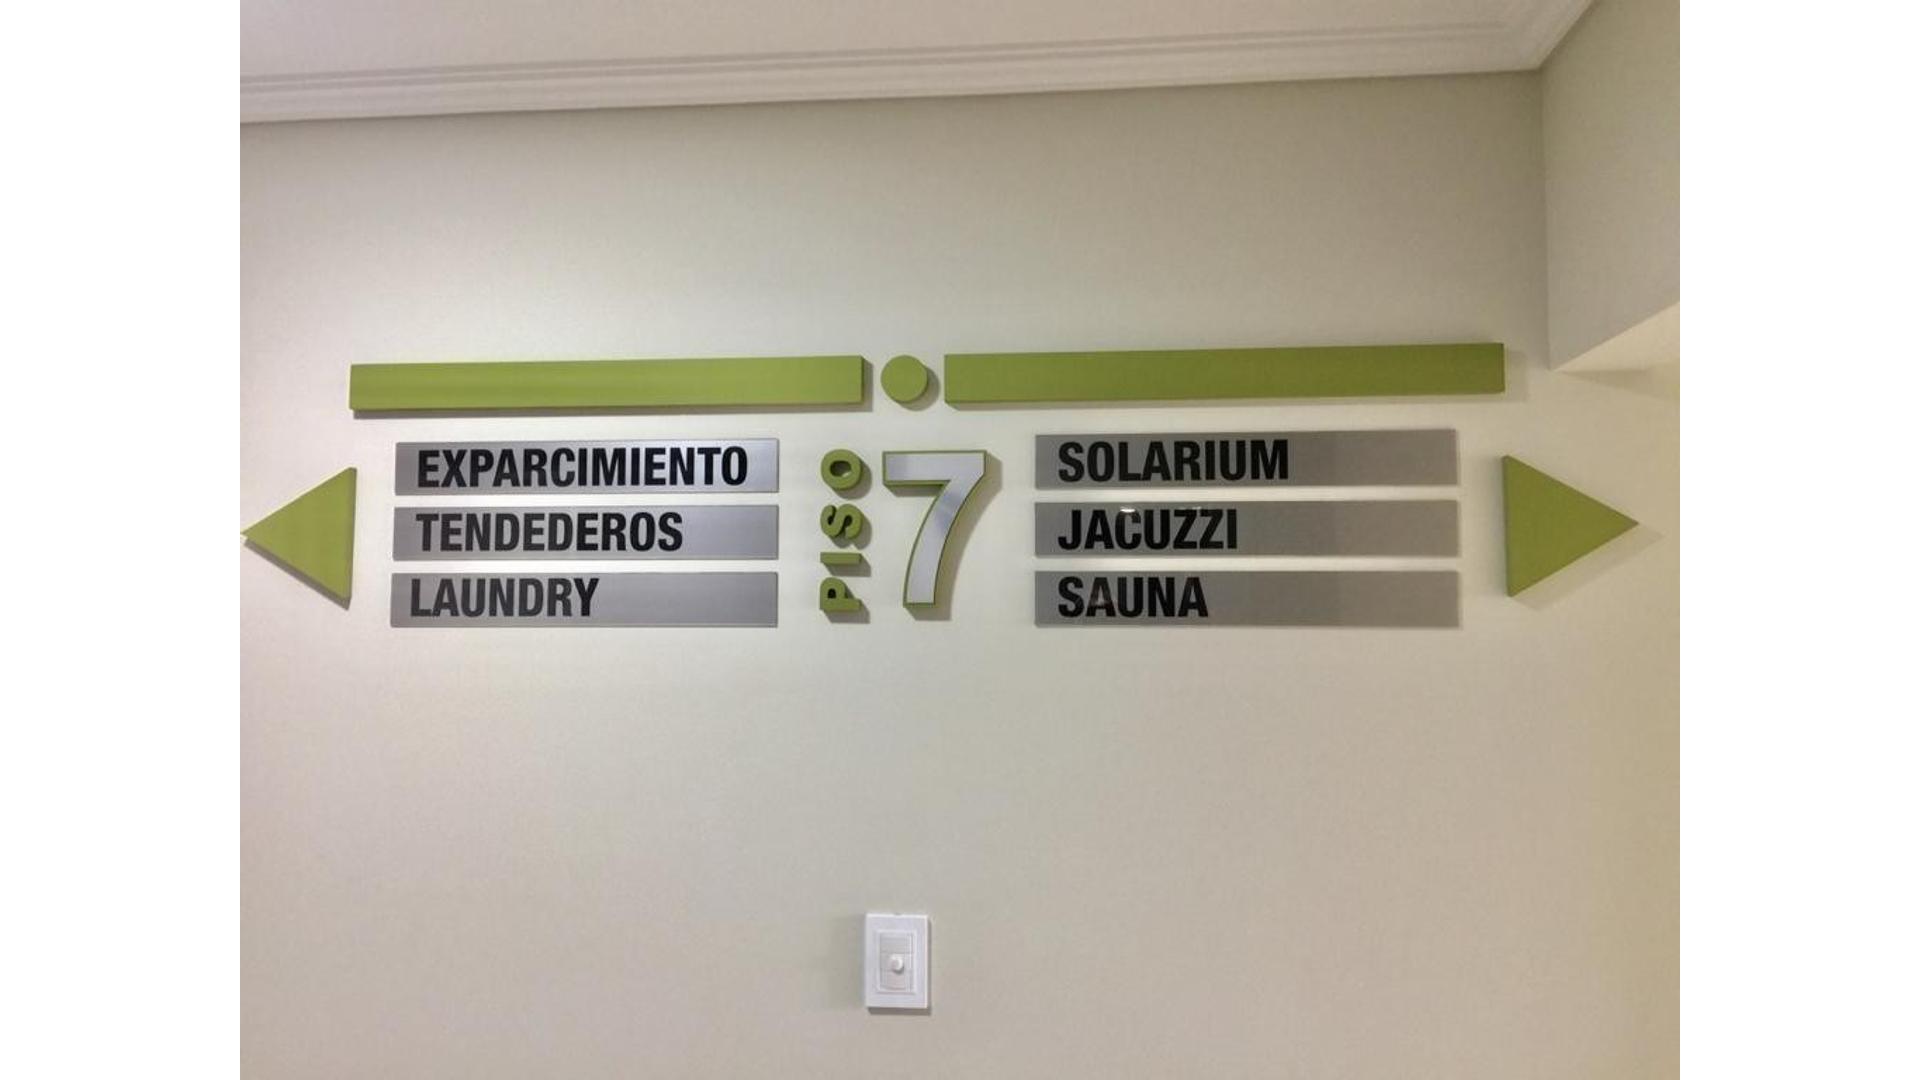 EXPARCIMIENTO
TENDEDEROS
LAUNDRY
PISO 7
SOLARIUM
JACUZZI
SAUNA